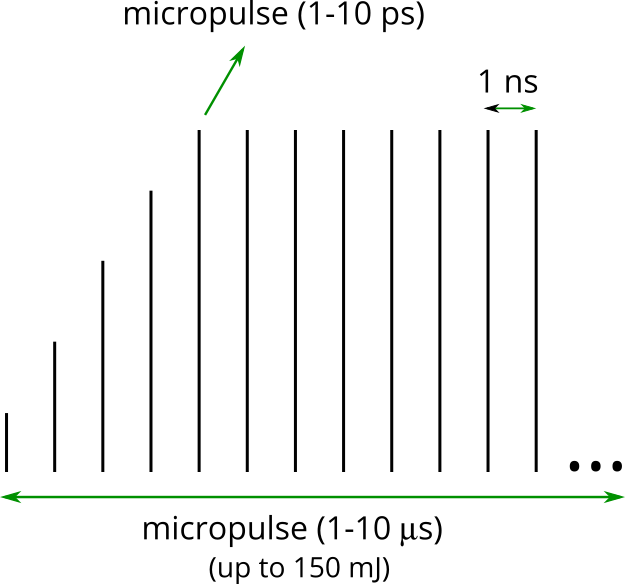 micropulse (1-10 ps)
1 ns
...
micropulse (1-10 μs)
(up to 150 mJ)